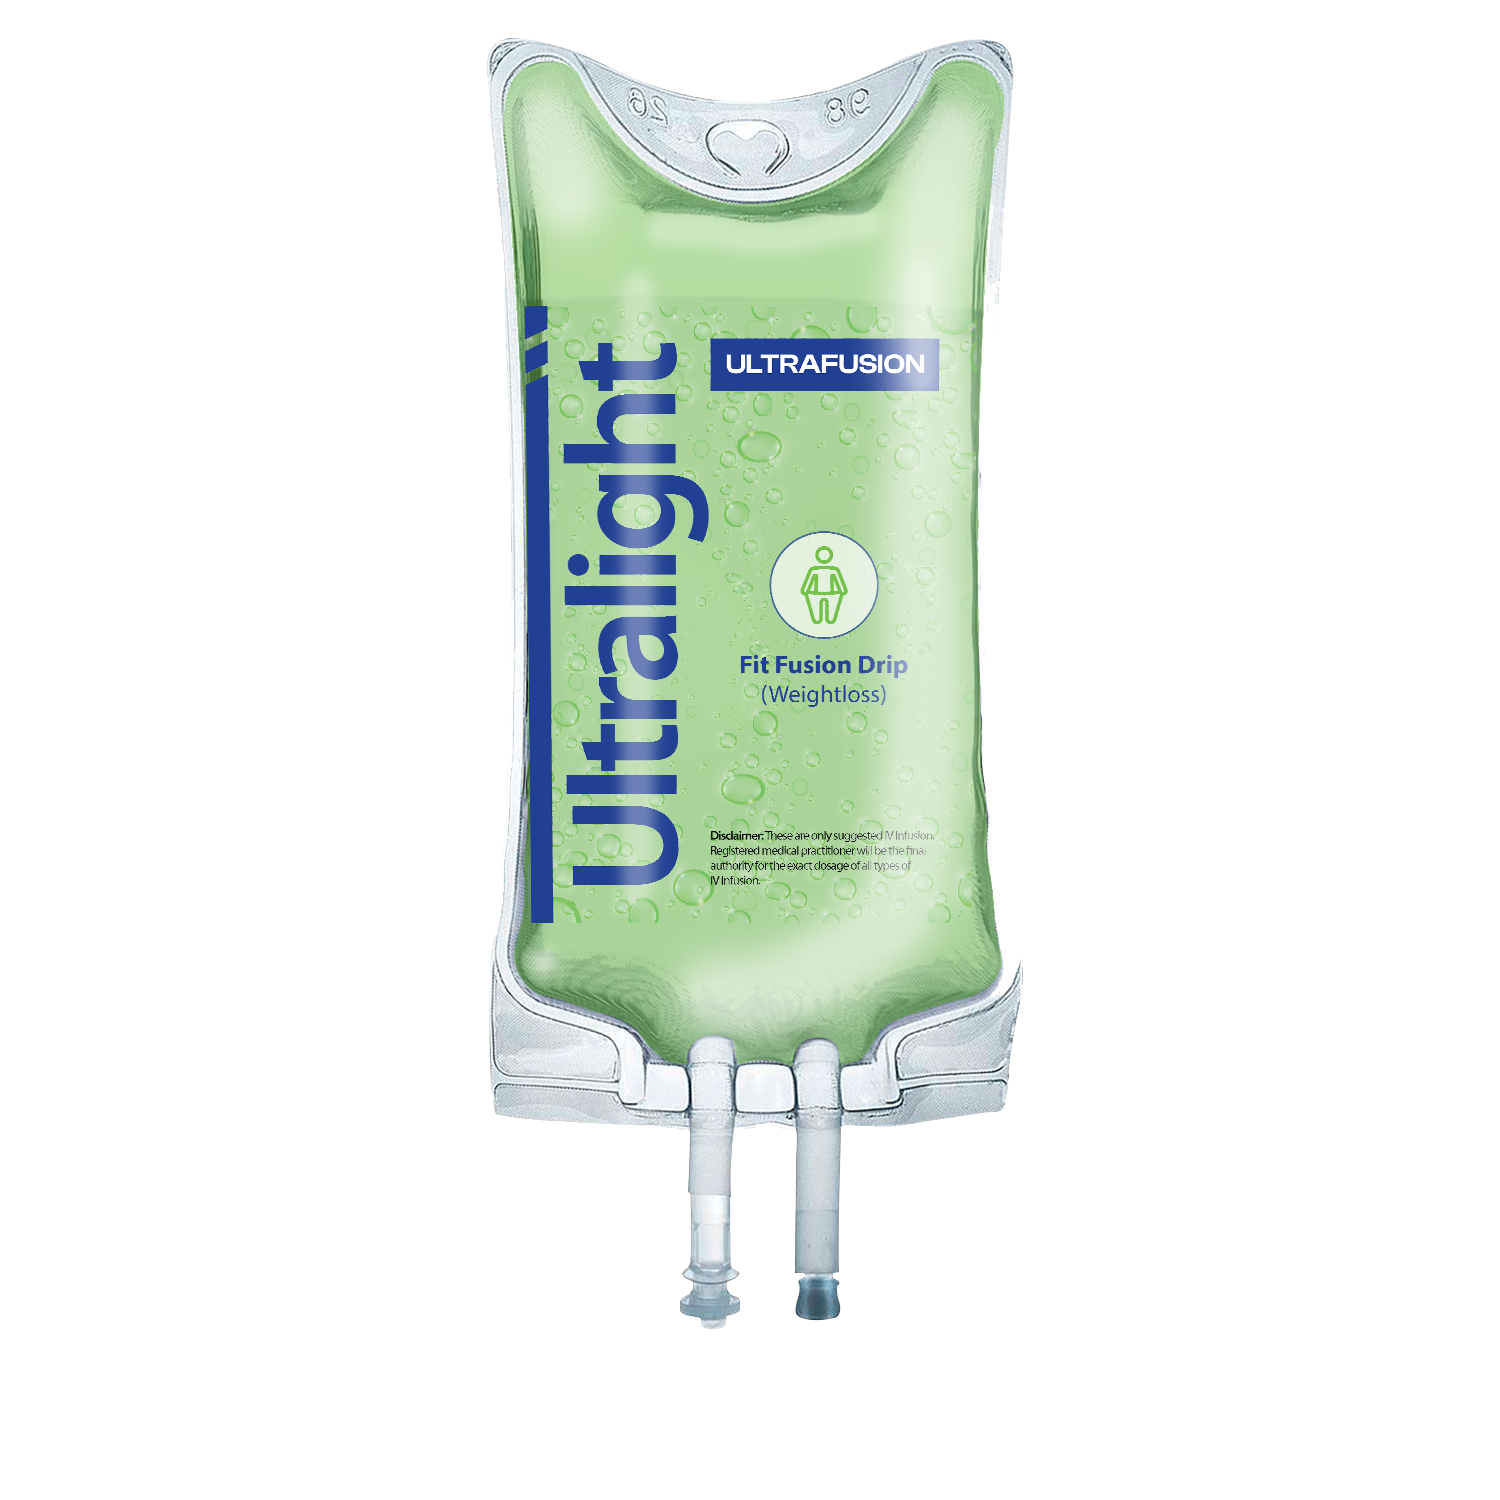 Ultralight
ULTRAFUSION
Fit Fusion Drip
(Weightloss)
Disclaimer: These are only suggested IV Infusion.
Registered medical practitioner will be the final
authority for the exact dosage of all types of
IV Infusion.